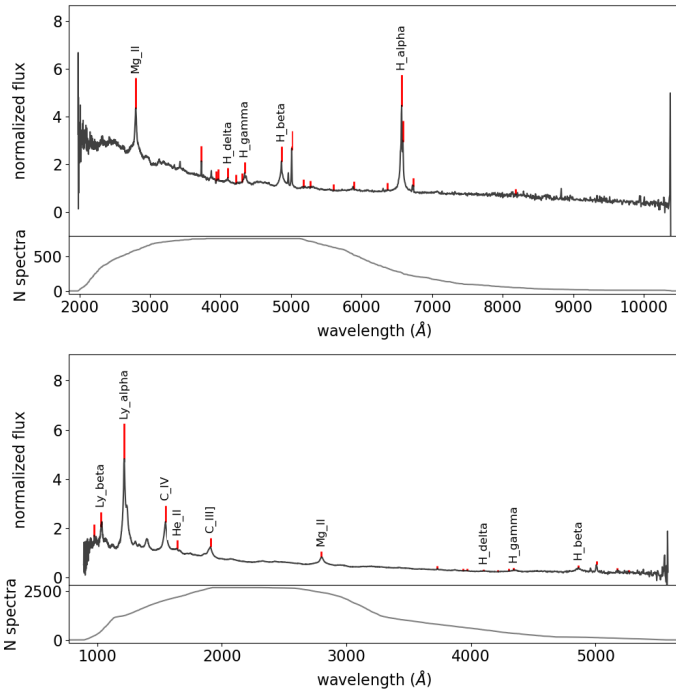 8
6
4
2
0
normalized flux
Mg_II
H_delta
H_gamma
H_beta
H_alpha
500
0
N spectra
2000 3000 4000 5000 6000 7000 8000 9000 10000
wavelength (Å)
8
6
4
2
0
normalized flux
Ly_beta
Ly_alpha
C_IV
He_II
C_III]
Mg_II
H_delta
H_gamma
H_beta
2500
0
N spectra
1000 2000 3000 4000 5000
wavelength (Å)